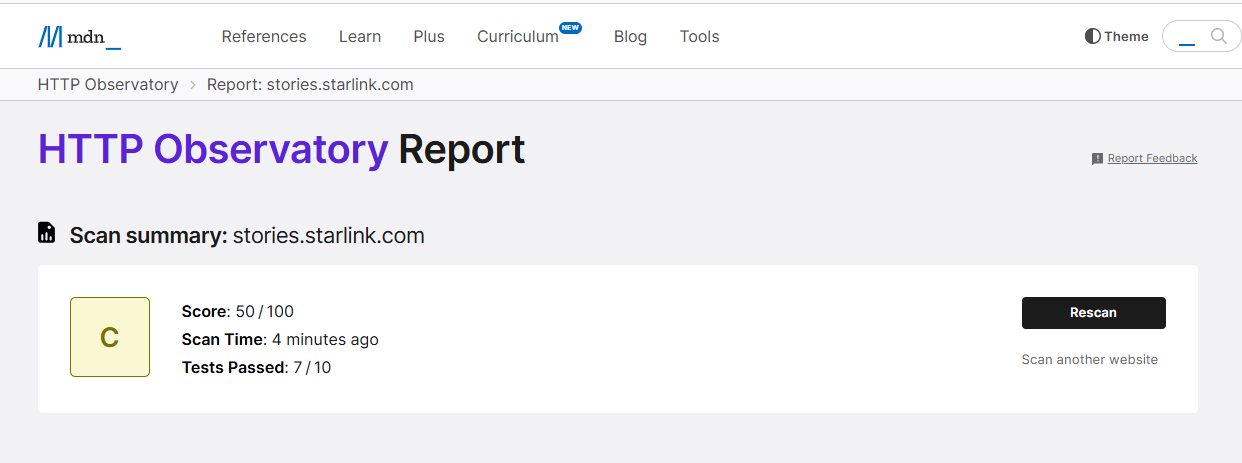 mdn_
References Learn Plus Curriculum NEW Blog Tools Theme
HTTP Observatory > Report: stories.starlink.com
HTTP Observatory Report
Report Feedback
Scan summary: stories.starlink.com
C
Score: 50 / 100
Scan Time: 4 minutes ago
Tests Passed: 7 / 10
Rescan
Scan another website